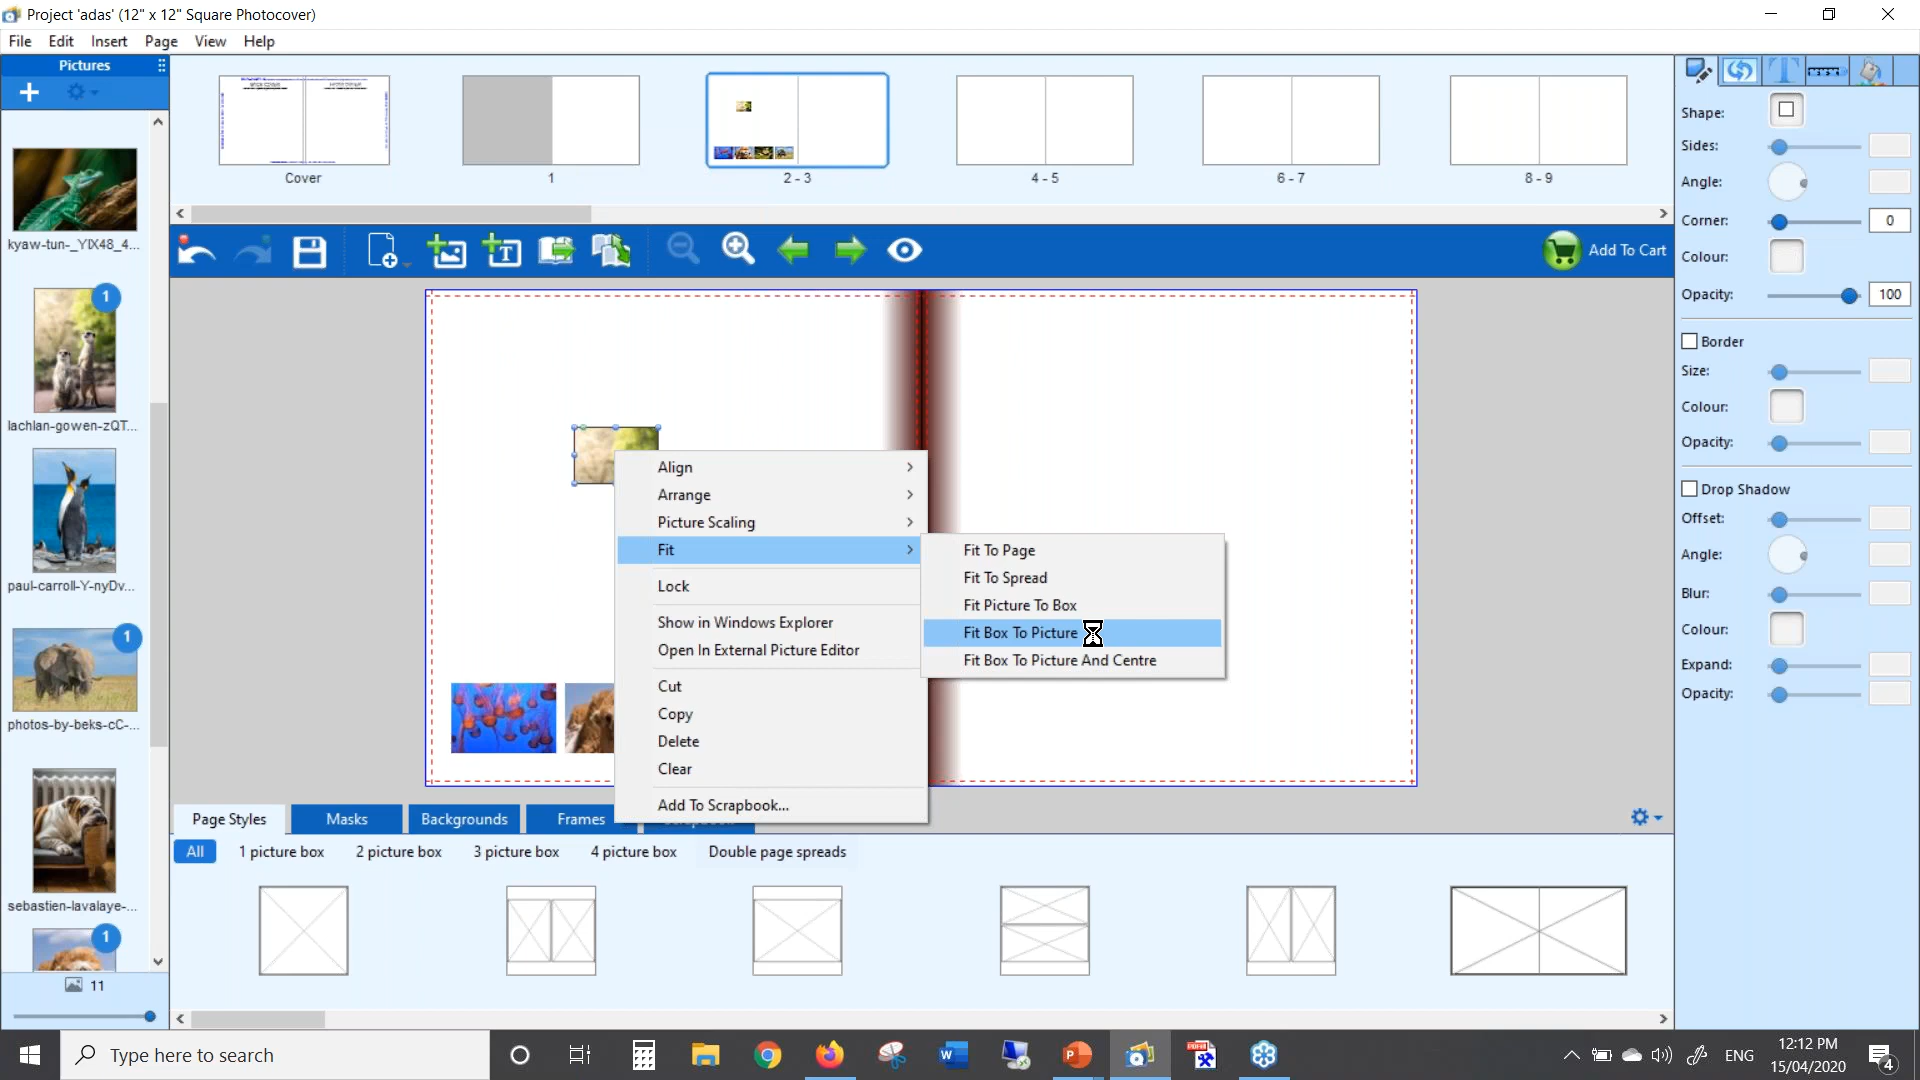 Project 'adas' (12" x 12" Square Photocover)
File Edit Insert Page View Help
Pictures
kyaw-tun-_YIX48_4...
1
lachlan-gowen-zQT...
paul-carroll-Y-nyDv...
1
photos-by-beks-cC-...
sebastien-lavalaye-...
1
11
Cover
1
2 - 3
4 - 5
6 - 7
8 - 9
Add To Cart
Align
Arrange
Picture Scaling
Fit
Lock
Show in Windows Explorer
Open In External Picture Editor
Cut
Copy
Delete
Clear
Add To Scrapbook...
Fit To Page
Fit To Spread
Fit Picture To Box
Fit Box To Picture
Fit Box To Picture And Centre
Page Styles Masks Backgrounds Frames
All 1 picture box 2 picture box 3 picture box 4 picture box Double page spreads
Shape:
Sides:
Angle:
Corner: 0
Colour:
Opacity: 100
Border
Size:
Colour:
Opacity:
Drop Shadow
Offset:
Angle:
Blur:
Colour:
Expand:
Opacity:
Type here to search
ENG
12:12 PM
15/04/2020
4